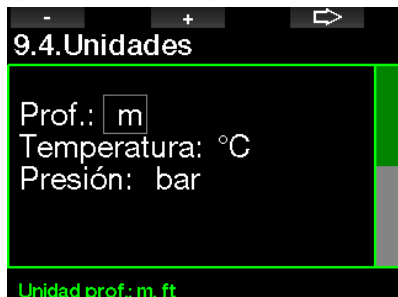 - +
9.4.Unidades
Prof.: m
Temperatura: °C
Presión: bar
Unidad prof.: m, ft